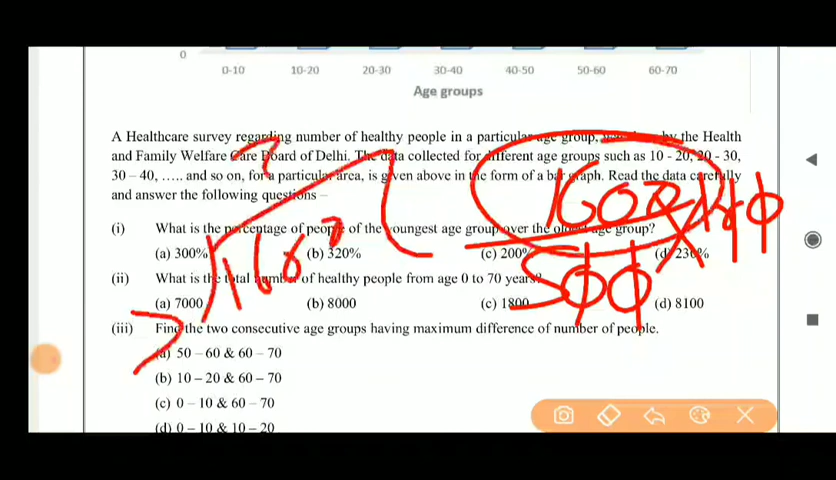 0
0-10 10-20 20-30 30-40 40-50 50-60 60-70
Age groups
A Healthcare survey regarding number of healthy people in a particular age group, by the Health
and Family Welfare Care Board of Delhi. The data collected for different age groups such as 10 - 20, 20 - 30,
30 – 40, ….. and so on, for a particular area, is given above in the form of a bar graph. Read the data carefully
and answer the following questions –
(i) What is the percentage of people of the youngest age group over the oldest age group?
(a) 300% (b) 320% (c) 200% (d) 230%
(ii) What is the total number of healthy people from age 0 to 70 years?
(a) 7000 (b) 8000 (c) 1800 (d) 8100
(iii) Find the two consecutive age groups having maximum difference of number of people.
(a) 50 – 60 & 60 – 70
(b) 10 – 20 & 60 – 70
(c) 0 – 10 & 60 – 70
(d) 0 – 10 & 10 – 20
500